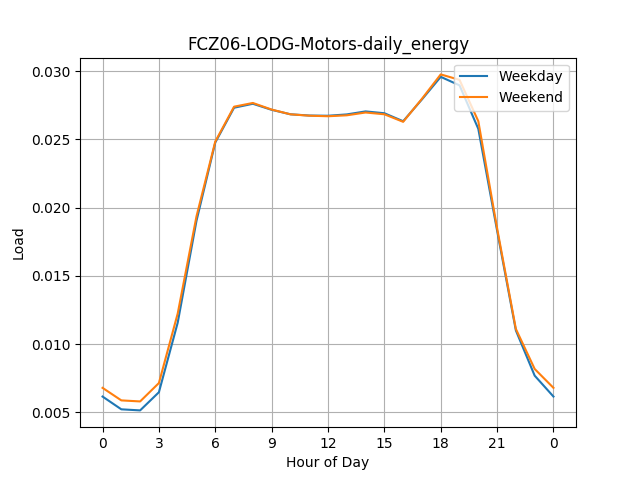 FCZ06-LODG-Motors-daily_energy
0.030
0.025
0.020
0.015
0.010
0.005
Load
Weekday
Weekend
0 3 6 9 12 15 18 21 0
Hour of Day